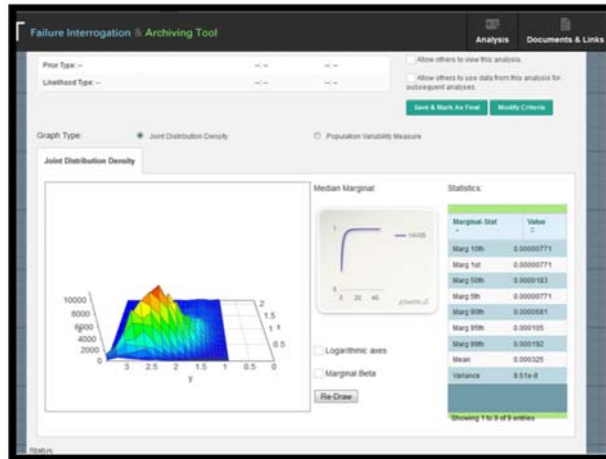 Failure Interrogation & Archiving Tool
Analysis
Documents & Links
Prior Type: --
--:--
--:--
Likelihood Type: --
--:--
--:--
Allow others to view this analysis.
Allow others to use data from this analysis for
subsequent analyses.
Save & Mark As Final
Modify Criteria
Graph Type:
Joint Distribution Density
Population Variability Measure
Joint Distribution Density
Median Marginal:
Statistics:
10000
8000
6000
4000
2000
0
3
2.5
2
1.5
1
0.5
0
y
2
1.5
1
0.5
1
0
0
20
40
YAXIS
Logarithmic axes
Marginal Beta
Re-Draw
Marginal-Stat
Value
Marg 10th
0.00000771
Marg 1st
0.00000771
Marg 50th
0.0000183
Marg 5th
0.00000771
Marg 90th
0.0000681
Marg 95th
0.000105
Marg 99th
0.000192
Mean
0.000325
Variance
9.51e-8
Showing 1 to 9 of 9 entries
Status: